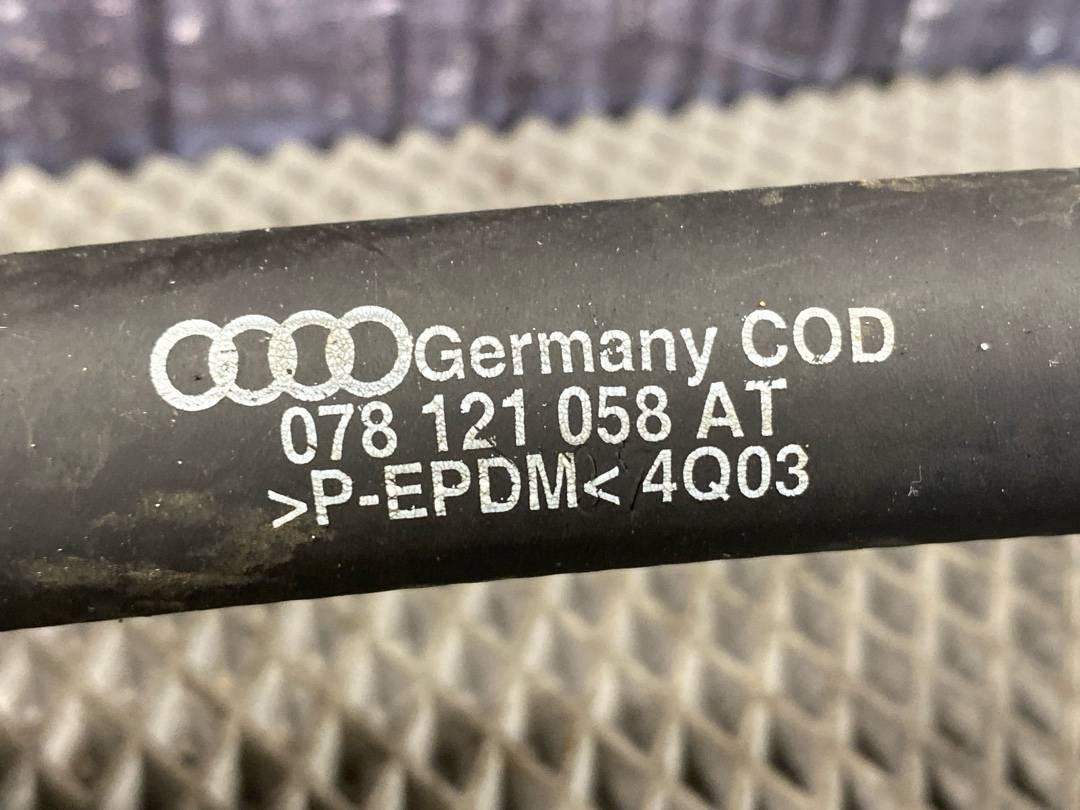 Germany COD
078 121 058 AT
>P-EPDM< 4Q03